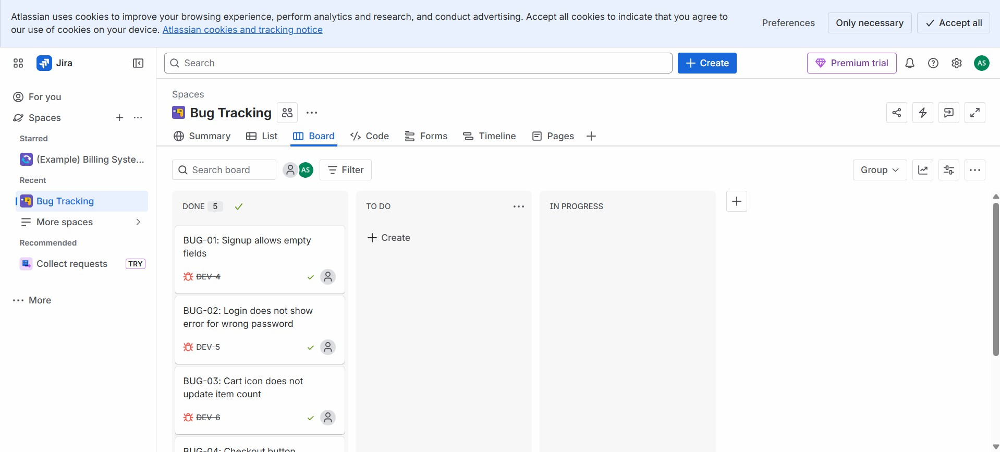 Atlassian uses cookies to improve your browsing experience, perform analytics and research, and conduct advertising. Accept all cookies to indicate that you agree to
our use of cookies on your device. Atlassian cookies and tracking notice
Preferences
Only necessary
Accept all
Jira
Search
Create
Premium trial
AS
For you
Spaces
Starred
(Example) Billing Syste...
Recent
Bug Tracking
More spaces
Recommended
Collect requests
TRY
More
Spaces
Bug Tracking
Summary
List
Board
Code
Forms
Timeline
Pages
Search board
AS
Filter
Group
DONE 5
BUG-01: Signup allows empty
fields
DEV-4
BUG-02: Login does not show
error for wrong password
DEV-5
BUG-03: Cart icon does not
update item count
DEV-6
BUG-04: Checkout button
TO DO
Create
IN PROGRESS